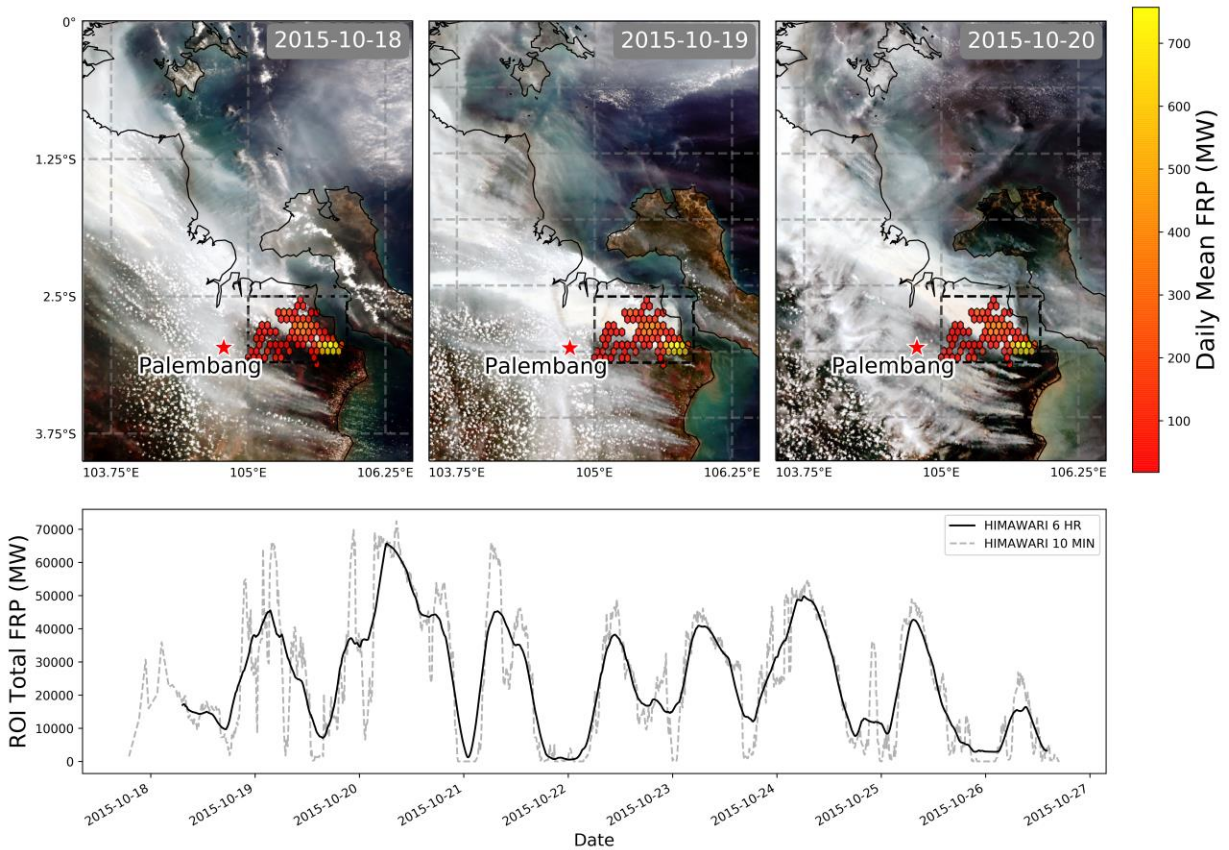 2015-10-18
2015-10-19
2015-10-20
0°
1.25°S
2.5°S
3.75°S
Palembang
Palembang
Palembang
103.75°E 105°E 106.25°E
103.75°E 105°E 106.25°E
103.75°E 105°E 106.25°E
700
600
500
400
300
200
100
Daily Mean FRP (MW)
HIMAWARI 6 HR
HIMAWARI 10 MIN
70000
60000
50000
40000
30000
20000
10000
0
ROI Total FRP (MW)
2015-10-18
2015-10-19
2015-10-20
2015-10-21
2015-10-22
2015-10-23
2015-10-24
2015-10-25
2015-10-26
2015-10-27
Date